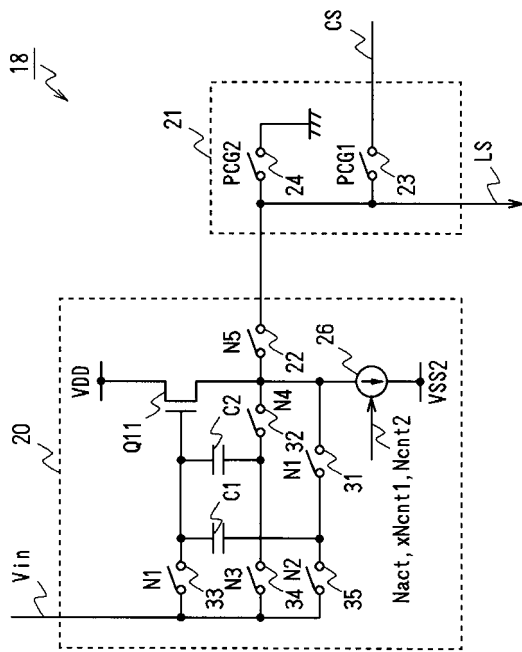 18
20
21
CS
Vin
VDD
Q11
N5
22
PCG2
24
PCG1
23
LS
C1
C2
N4
32
N1
33
N3
34
N2
35
N1
31
26
VSS2
Nact, xNcnt1, Ncnt2